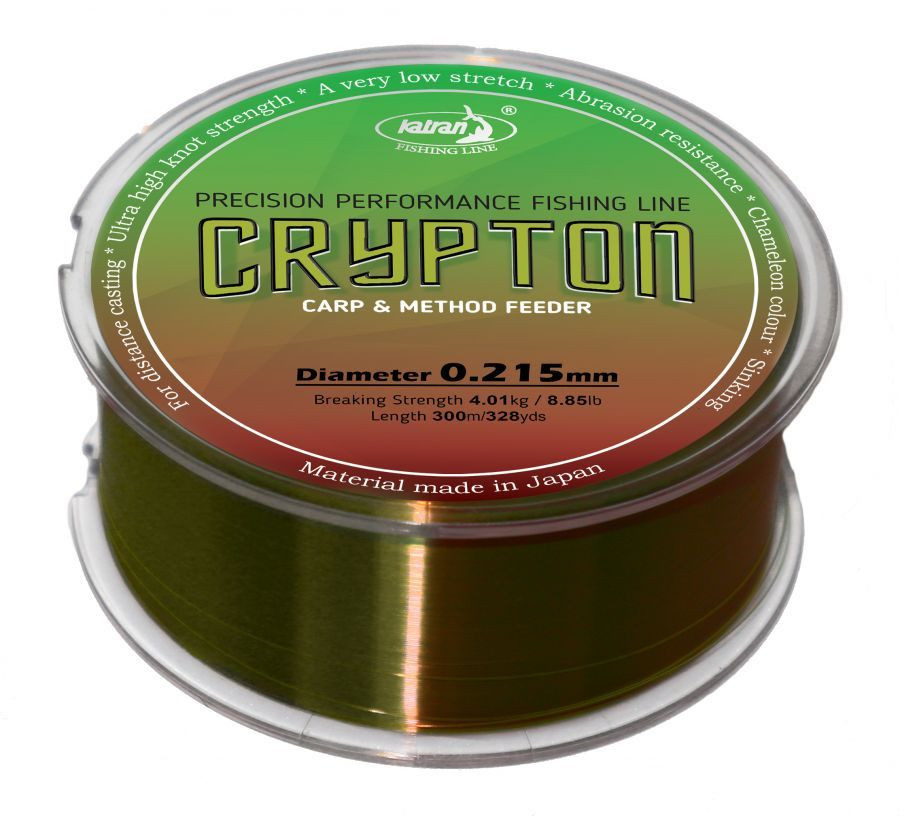 For distance casting * Ultra high knot strength * A very low stretch * Abrasion resistance * Chameleon colour * Sinking
katran ®
FISHING LINE
PRECISION PERFORMANCE FISHING LINE
CRYPTON
CARP & METHOD FEEDER
Diameter 0.215mm
Breaking Strength 4.01kg / 8.85lb
Length 300m/328yds
Material made in Japan